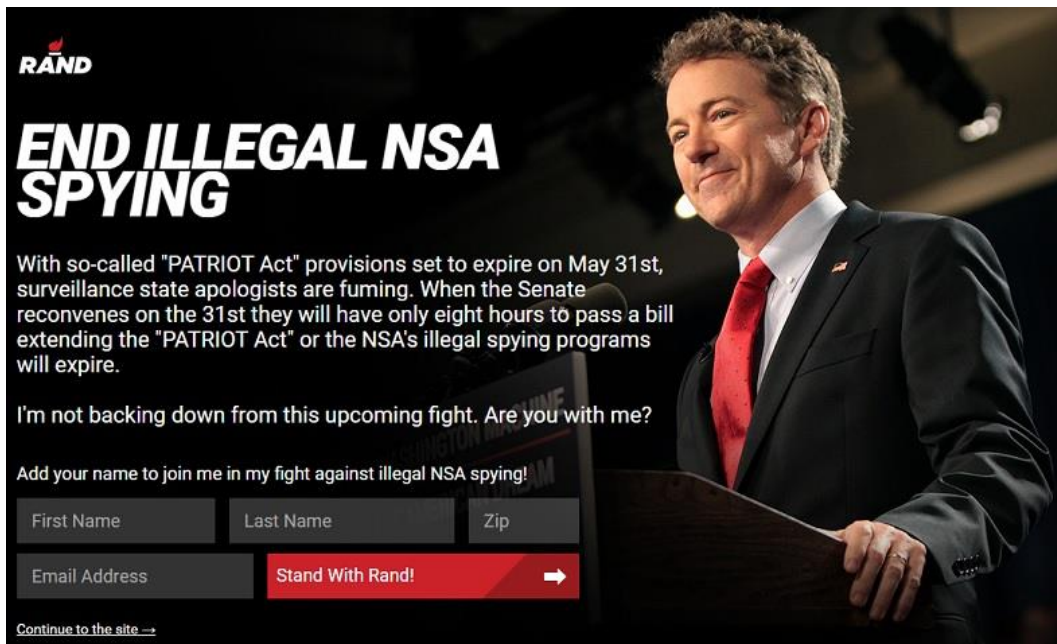 RAND
END ILLEGAL NSA
SPYING
With so-called "PATRIOT Act" provisions set to expire on May 31st,
surveillance state apologists are fuming. When the Senate
reconvenes on the 31st they will have only eight hours to pass a bill
extending the "PATRIOT Act" or the NSA's illegal spying programs
will expire.
I'm not backing down from this upcoming fight. Are you with me?
WASHINGTON MACHINE
AMERICAN DREAM
Add your name to join me in my fight against illegal NSA spying!
First Name
Last Name
Zip
Email Address
Stand With Rand!
Continue to the site →